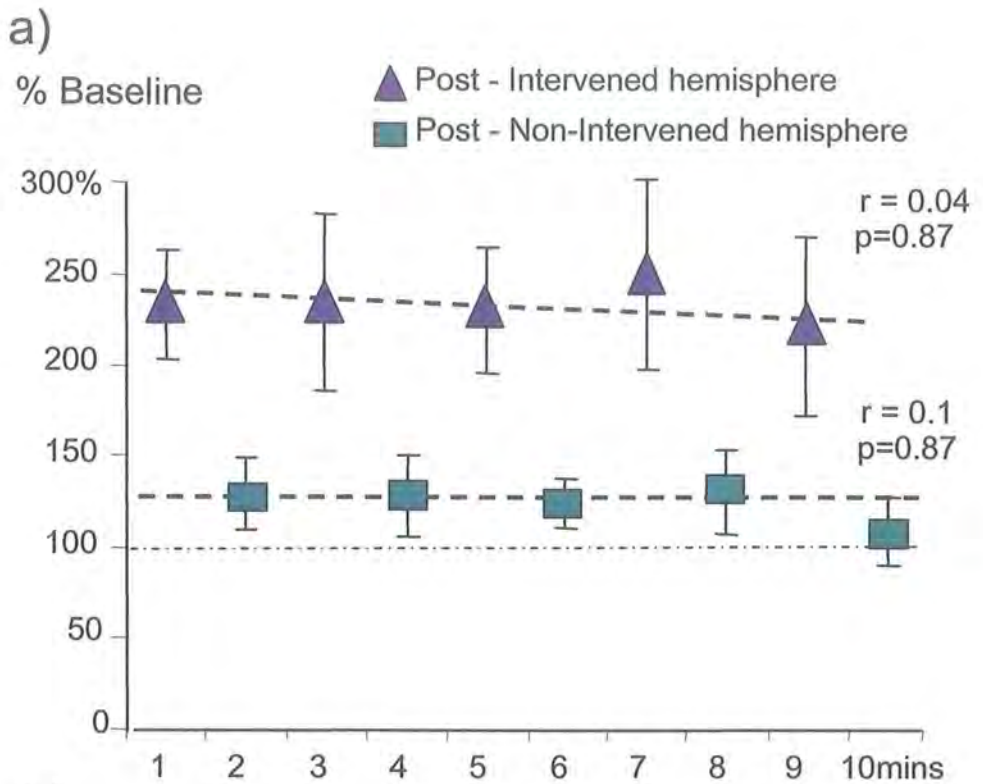 a)
% Baseline
Post - Intervened hemisphere
Post - Non-Intervened hemisphere
300%
250
200
150
100
50
0
r = 0.04
p=0.87
r = 0.1
p=0.87
1 2 3 4 5 6 7 8 9 10mins